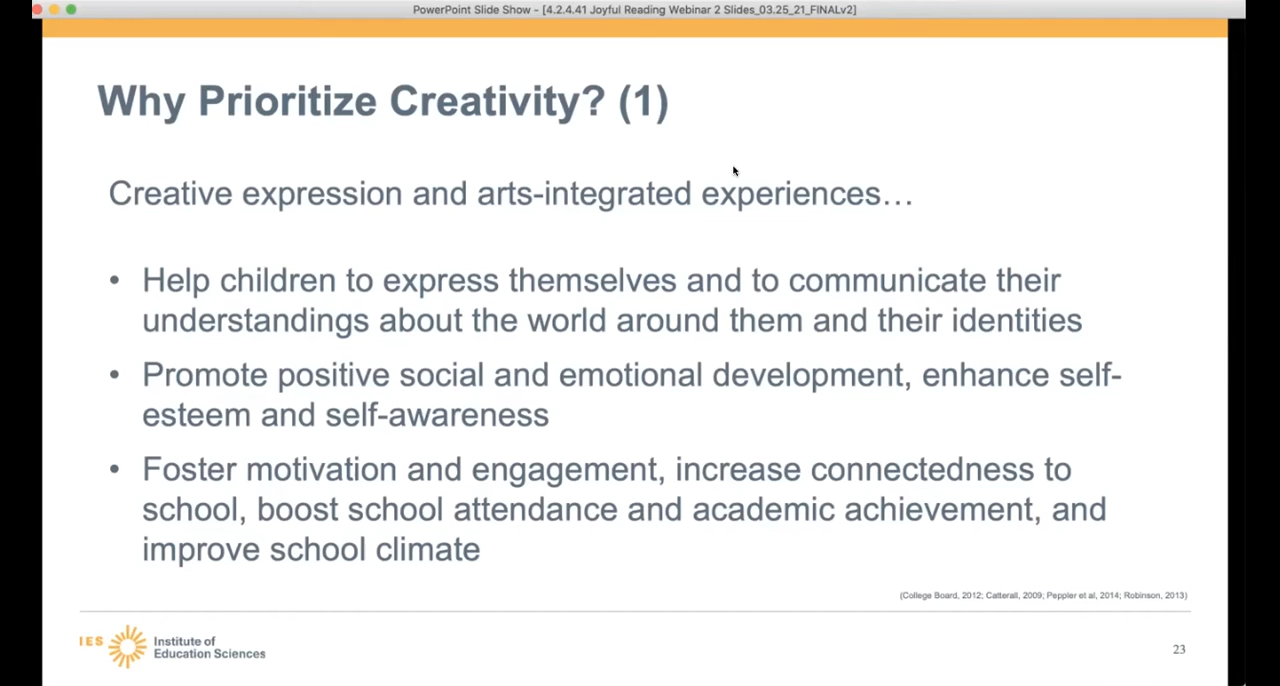 PowerPoint Slide Show - [4.2.4.41 Joyful Reading Webinar 2 Slides_03.25_21_FINALv2]
Why Prioritize Creativity? (1)
Creative expression and arts-integrated experiences…
• Help children to express themselves and to communicate their
understandings about the world around them and their identities
• Promote positive social and emotional development, enhance self-
esteem and self-awareness
• Foster motivation and engagement, increase connectedness to
school, boost school attendance and academic achievement, and
improve school climate
(College Board, 2012; Catterall, 2009; Peppler et al, 2014; Robinson, 2013)
IES Institute of
Education Sciences
23